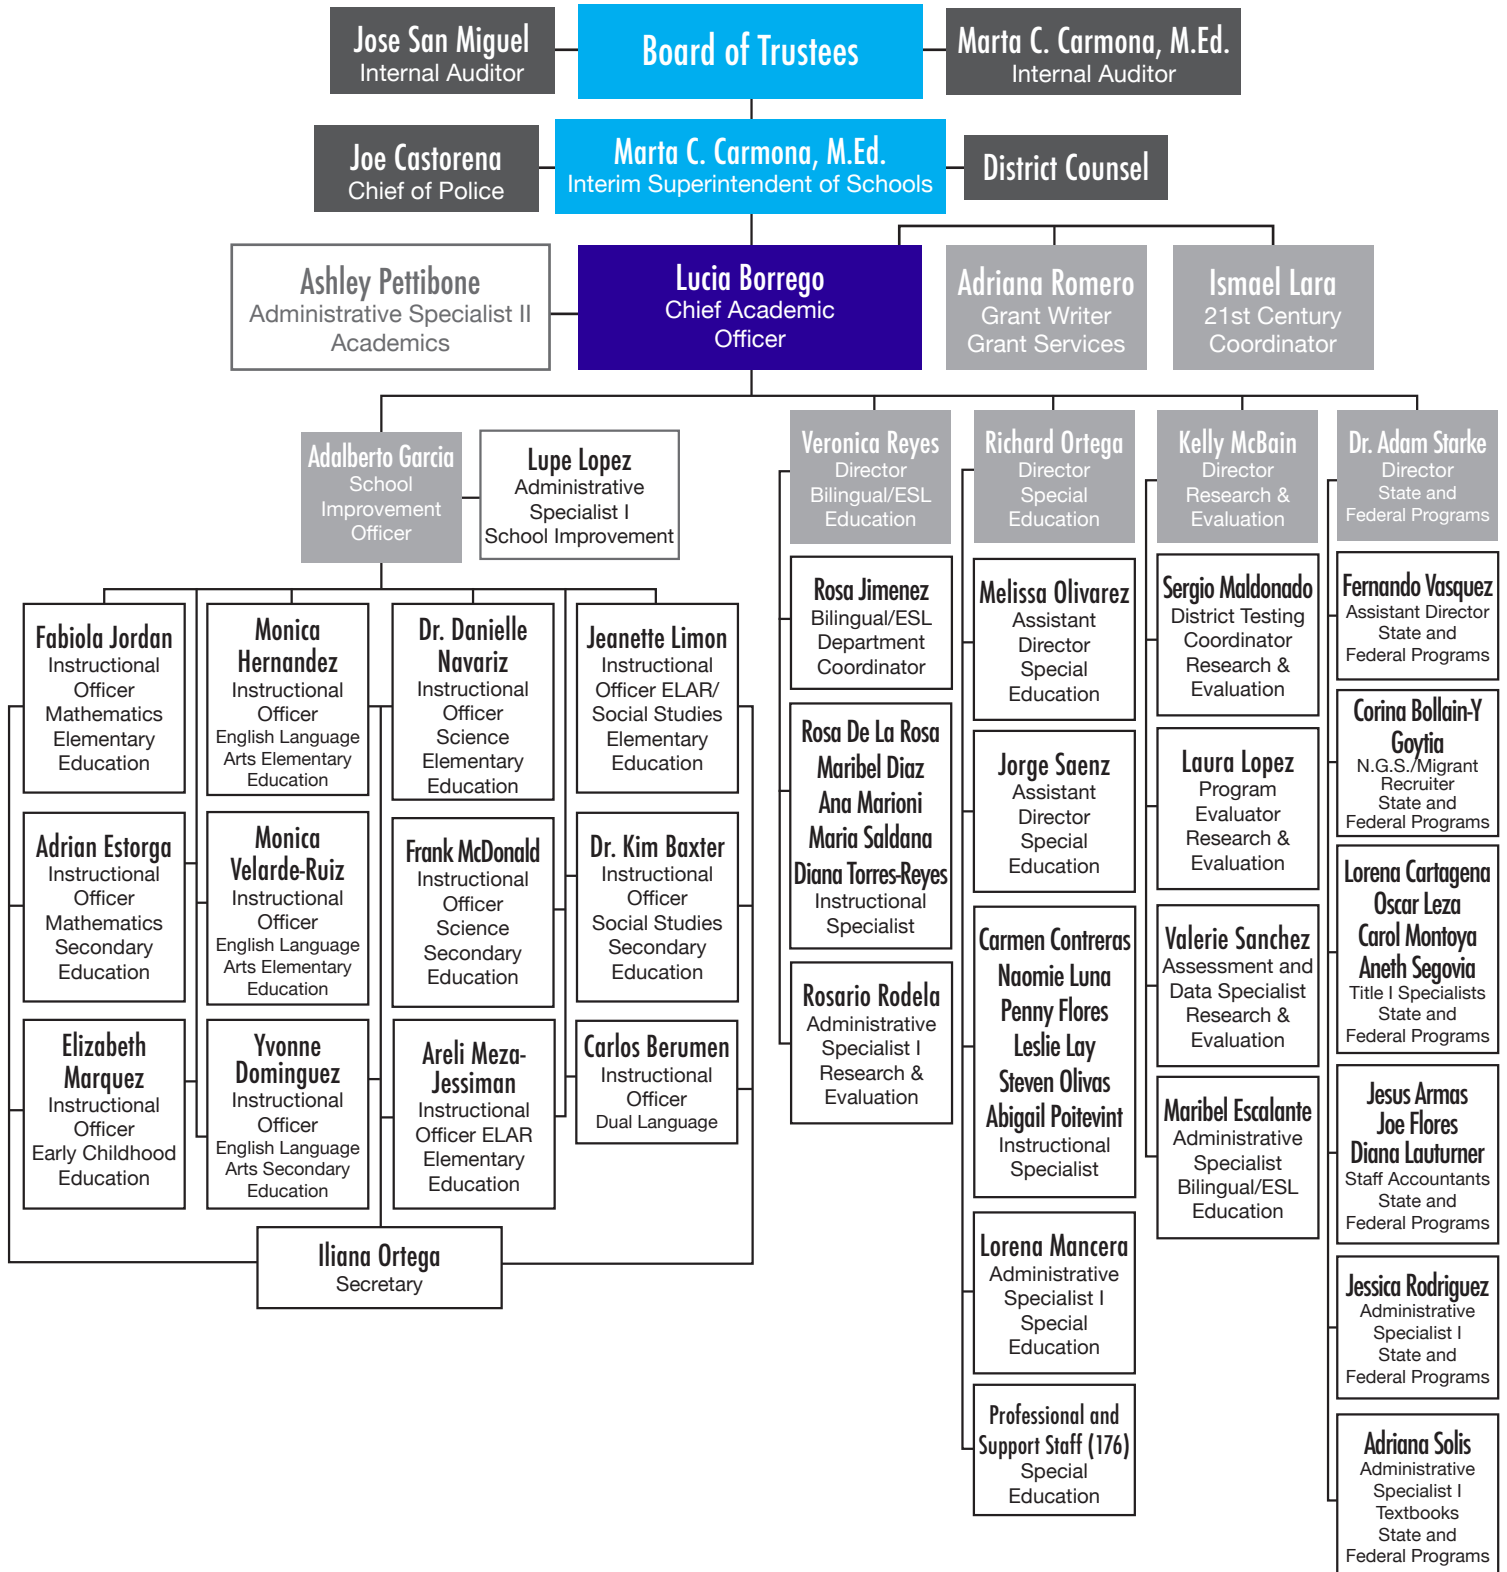 Jose San Miguel
Internal Auditor
Board of Trustees
Marta C. Carmona, M.Ed.
Internal Auditor
Joe Castorena
Chief of Police
Marta C. Carmona, M.Ed.
Interim Superintendent of Schools
District Counsel
Ashley Pettibone
Administrative Specialist II
Academics
Lucia Borrego
Chief Academic
Officer
Adriana Romero
Grant Writer
Grant Services
Ismael Lara
21st Century
Coordinator
Adalberto Garcia
School
Improvement
Officer
Lupe Lopez
Administrative
Specialist I
School Improvement
Veronica Reyes
Director
Bilingual/ESL
Education
Richard Ortega
Director
Special
Education
Kelly McBain
Director
Research &
Evaluation
Dr. Adam Starke
Director
State and
Federal Programs
Fabiola Jordan
Instructional
Officer
Mathematics
Elementary
Education
Monica
Hernandez
Instructional
Officer
English Language
Arts Elementary
Education
Dr. Danielle
Navariz
Instructional
Officer
Science
Elementary
Education
Jeanette Limon
Instructional
Officer ELAR/
Social Studies
Elementary
Education
Adrian Estorga
Instructional
Officer
Mathematics
Secondary
Education
Monica
Velarde-Ruiz
Instructional
Officer
English Language
Arts Elementary
Education
Frank McDonald
Instructional
Officer
Science
Secondary
Education
Dr. Kim Baxter
Instructional
Officer
Social Studies
Secondary
Education
Elizabeth
Marquez
Instructional
Officer
Early Childhood
Education
Yvonne
Dominguez
Instructional
Officer
English Language
Arts Secondary
Education
Areli Meza-
Jessiman
Instructional
Officer ELAR
Elementary
Education
Carlos Berumen
Instructional
Officer
Dual Language
Iliana Ortega
Secretary
Rosa Jimenez
Bilingual/ESL
Department
Coordinator
Rosa De La Rosa
Maribel Diaz
Ana Marioni
Maria Saldana
Diana Torres-Reyes
Instructional
Specialist
Rosario Rodela
Administrative
Specialist I
Research &
Evaluation
Melissa Olivarez
Assistant
Director
Special
Education
Jorge Saenz
Assistant
Director
Special
Education
Carmen Contreras
Naomie Luna
Penny Flores
Leslie Lay
Steven Olivas
Abigail Poitevint
Instructional
Specialist
Lorena Mancera
Administrative
Specialist I
Special
Education
Professional and
Support Staff (176)
Special
Education
Sergio Maldonado
District Testing
Coordinator
Research &
Evaluation
Laura Lopez
Program
Evaluator
Research &
Evaluation
Valerie Sanchez
Assessment and
Data Specialist
Research &
Evaluation
Maribel Escalante
Administrative
Specialist
Bilingual/ESL
Education
Fernando Vasquez
Assistant Director
State and
Federal Programs
Corina Bollain-Y
Goytia
N.G.S./Migrant
Recruiter
State and
Federal Programs
Lorena Cartagena
Oscar Leza
Carol Montoya
Aneth Segovia
Title I Specialists
State and
Federal Programs
Jesus Armas
Joe Flores
Diana Lauturner
Staff Accountants
State and
Federal Programs
Jessica Rodriguez
Administrative
Specialist I
State and
Federal Programs
Adriana Solis
Administrative
Specialist I
Textbooks
State and
Federal Programs